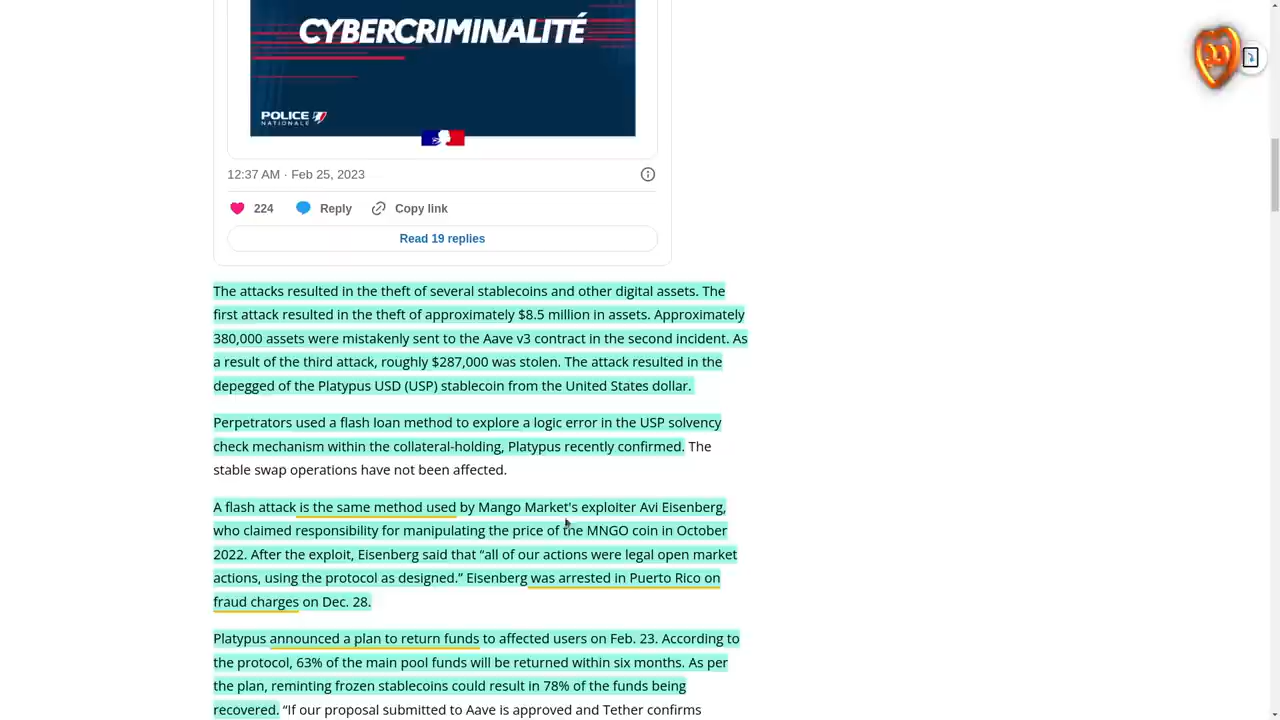 CYBERCRIMINALITÉ
POLICE
NATIONALE
12:37 AM · Feb 25, 2023
224 Reply Copy link
Read 19 replies
The attacks resulted in the theft of several stablecoins and other digital assets. The
first attack resulted in the theft of approximately $8.5 million in assets. Approximately
380,000 assets were mistakenly sent to the Aave v3 contract in the second incident. As
a result of the third attack, roughly $287,000 was stolen. The attack resulted in the
depegged of the Platypus USD (USP) stablecoin from the United States dollar.
Perpetrators used a flash loan method to explore a logic error in the USP solvency
check mechanism within the collateral-holding, Platypus recently confirmed. The
stable swap operations have not been affected.
A flash attack is the same method used by Mango Market's exploiter Avi Eisenberg,
who claimed responsibility for manipulating the price of the MNGO coin in October
2022. After the exploit, Eisenberg said that “all of our actions were legal open market
actions, using the protocol as designed.” Eisenberg was arrested in Puerto Rico on
fraud charges on Dec. 28.
Platypus announced a plan to return funds to affected users on Feb. 23. According to
the protocol, 63% of the main pool funds will be returned within six months. As per
the plan, reminting frozen stablecoins could result in 78% of the funds being
recovered. “If our proposal submitted to Aave is approved and Tether confirms